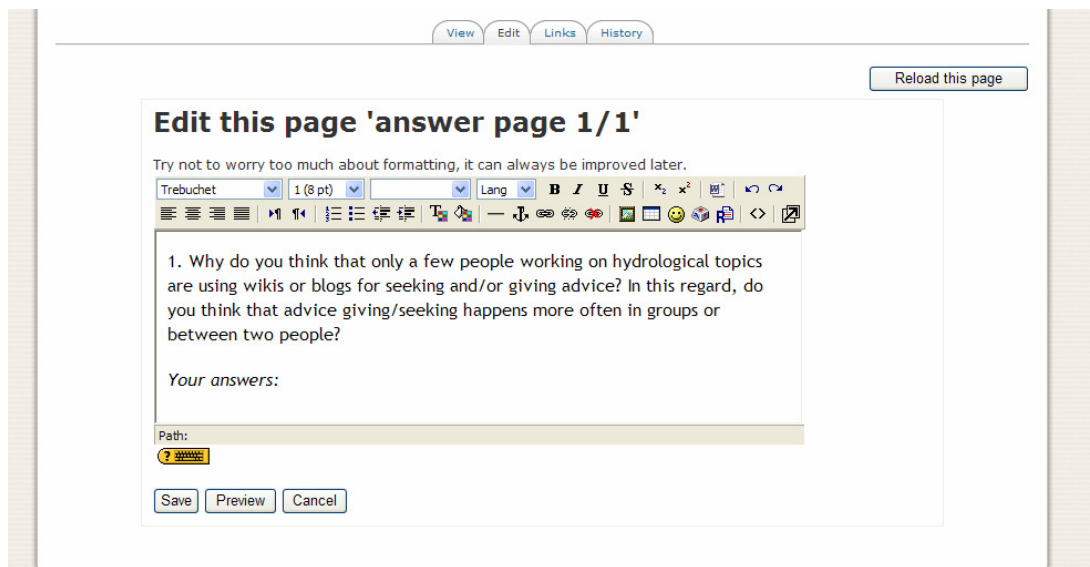 View Edit Links History
Reload this page
Edit this page 'answer page 1/1'
Try not to worry too much about formatting, it can always be improved later.
Trebuchet 1 (8 pt) Lang B I U S x₂ x²
1. Why do you think that only a few people working on hydrological topics
are using wikis or blogs for seeking and/or giving advice? In this regard, do
you think that advice giving/seeking happens more often in groups or
between two people?
Your answers:
Path:
?
Save Preview Cancel